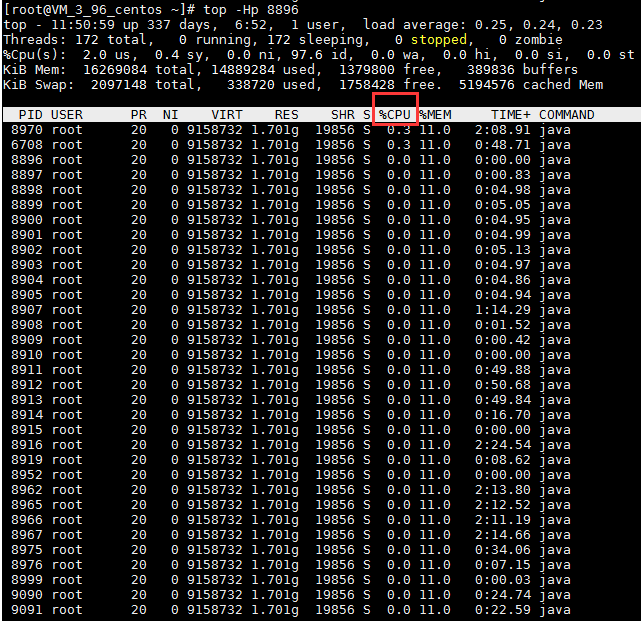 [root@VM_3_96_centos ~]# top -Hp 8896
top - 11:50:59 up 337 days,  6:52,  1 user,  load average: 0.25, 0.24, 0.23
Threads: 172 total,   0 running, 172 sleeping,   0 stopped,   0 zombie
%Cpu(s):  2.0 us,  0.4 sy,  0.0 ni, 97.6 id,  0.0 wa,  0.0 hi,  0.0 si,  0.0 st
KiB Mem:  16269084 total, 14889284 used,  1379800 free,   389836 buffers
KiB Swap:  2097148 total,   338720 used,  1758428 free.  5194576 cached Mem
PID USER PR NI VIRT RES SHR S %CPU %MEM TIME+ COMMAND
8970 root 20 0 9158732 1.701g 19856 S 0.3 11.0 2:08.91 java
6708 root 20 0 9158732 1.701g 19856 S 0.3 11.0 0:48.71 java
8896 root 20 0 9158732 1.701g 19856 S 0.0 11.0 0:00.00 java
8897 root 20 0 9158732 1.701g 19856 S 0.0 11.0 0:00.83 java
8898 root 20 0 9158732 1.701g 19856 S 0.0 11.0 0:04.98 java
8899 root 20 0 9158732 1.701g 19856 S 0.0 11.0 0:05.05 java
8900 root 20 0 9158732 1.701g 19856 S 0.0 11.0 0:04.95 java
8901 root 20 0 9158732 1.701g 19856 S 0.0 11.0 0:04.99 java
8902 root 20 0 9158732 1.701g 19856 S 0.0 11.0 0:05.13 java
8903 root 20 0 9158732 1.701g 19856 S 0.0 11.0 0:04.97 java
8904 root 20 0 9158732 1.701g 19856 S 0.0 11.0 0:04.86 java
8905 root 20 0 9158732 1.701g 19856 S 0.0 11.0 0:04.94 java
8907 root 20 0 9158732 1.701g 19856 S 0.0 11.0 1:14.29 java
8908 root 20 0 9158732 1.701g 19856 S 0.0 11.0 0:01.52 java
8909 root 20 0 9158732 1.701g 19856 S 0.0 11.0 0:00.42 java
8910 root 20 0 9158732 1.701g 19856 S 0.0 11.0 0:00.00 java
8911 root 20 0 9158732 1.701g 19856 S 0.0 11.0 0:49.88 java
8912 root 20 0 9158732 1.701g 19856 S 0.0 11.0 0:50.68 java
8913 root 20 0 9158732 1.701g 19856 S 0.0 11.0 0:49.84 java
8914 root 20 0 9158732 1.701g 19856 S 0.0 11.0 0:16.70 java
8915 root 20 0 9158732 1.701g 19856 S 0.0 11.0 0:00.00 java
8916 root 20 0 9158732 1.701g 19856 S 0.0 11.0 2:24.54 java
8919 root 20 0 9158732 1.701g 19856 S 0.0 11.0 0:08.62 java
8952 root 20 0 9158732 1.701g 19856 S 0.0 11.0 0:00.00 java
8962 root 20 0 9158732 1.701g 19856 S 0.0 11.0 2:13.80 java
8965 root 20 0 9158732 1.701g 19856 S 0.0 11.0 2:12.52 java
8966 root 20 0 9158732 1.701g 19856 S 0.0 11.0 2:11.19 java
8967 root 20 0 9158732 1.701g 19856 S 0.0 11.0 2:14.66 java
8975 root 20 0 9158732 1.701g 19856 S 0.0 11.0 0:34.06 java
8976 root 20 0 9158732 1.701g 19856 S 0.0 11.0 0:07.15 java
8999 root 20 0 9158732 1.701g 19856 S 0.0 11.0 0:00.03 java
9090 root 20 0 9158732 1.701g 19856 S 0.0 11.0 0:24.74 java
9091 root 20 0 9158732 1.701g 19856 S 0.0 11.0 0:22.59 java